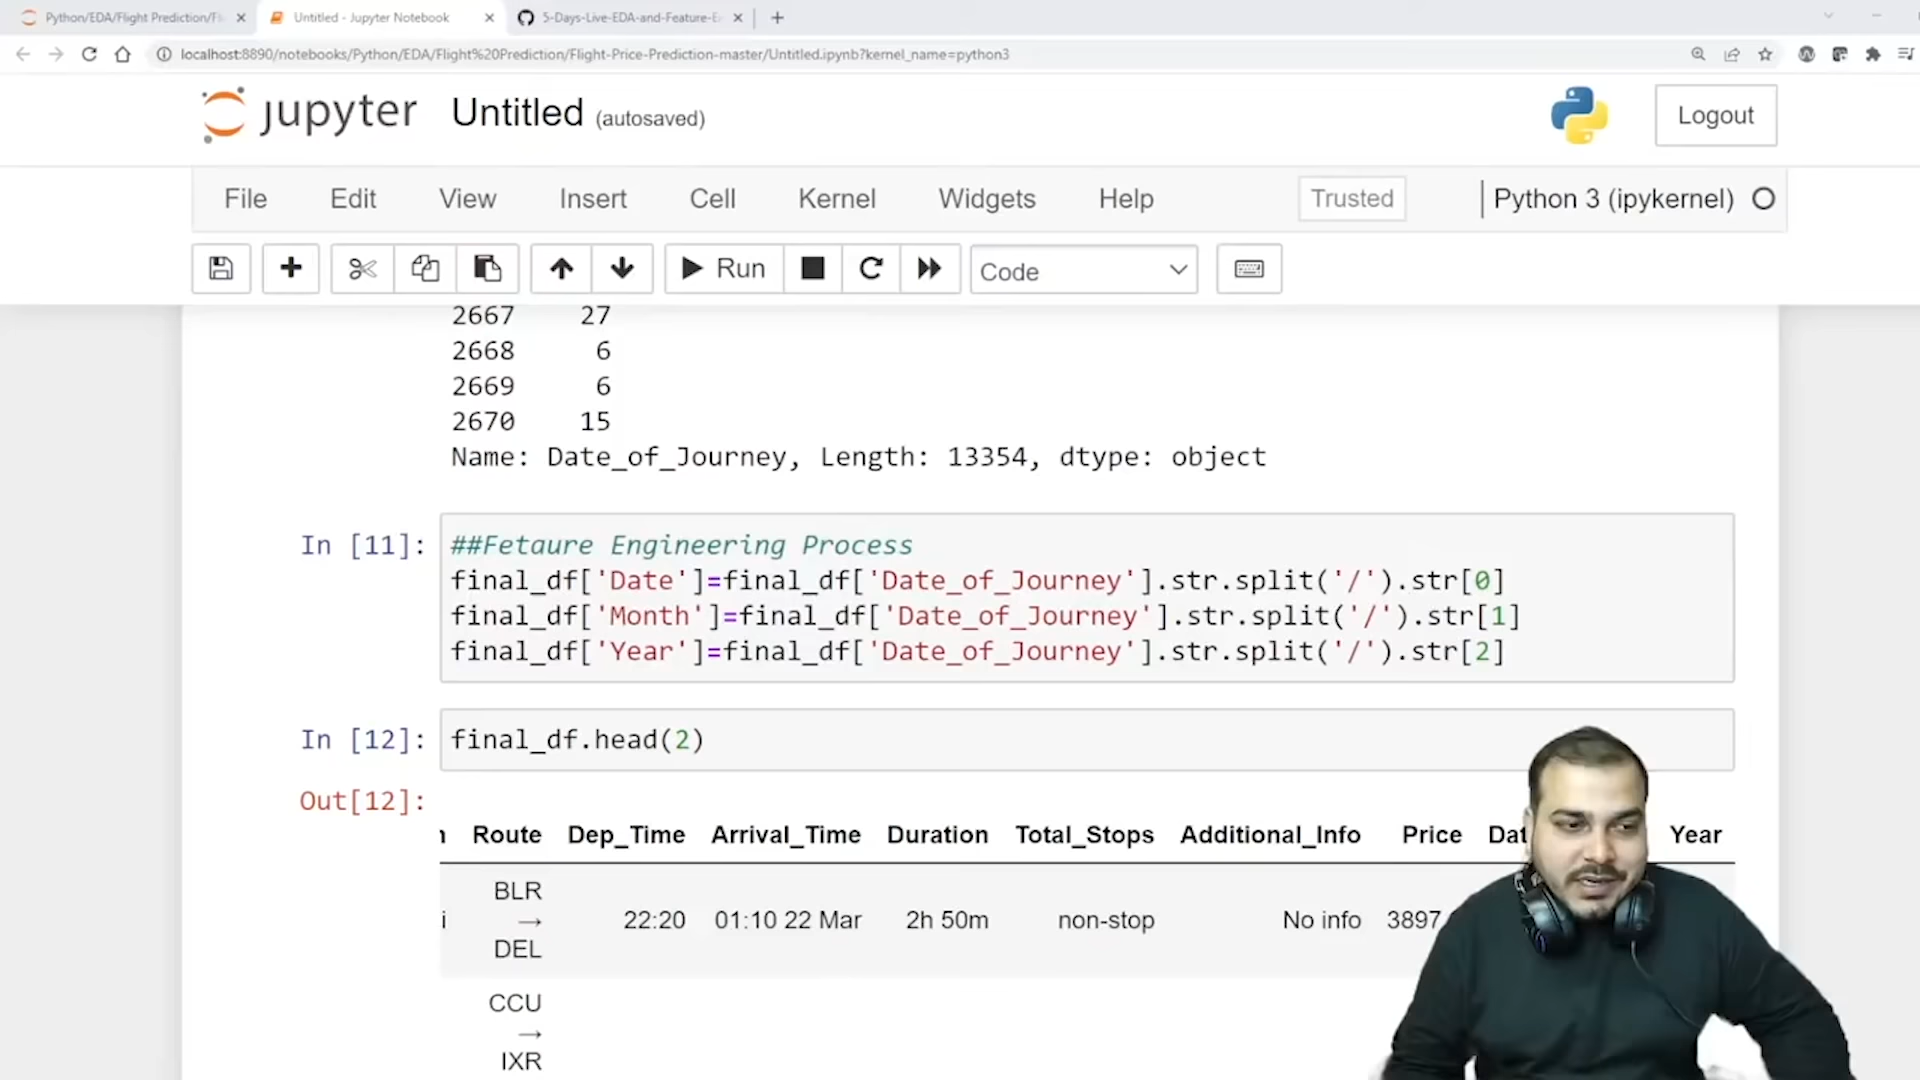 Python/EDA/Flight Prediction/Fl
Untitled - Jupyter Notebook
5-Days-Live-EDA-and-Feature-E
localhost:8890/notebooks/Python/EDA/Flight%20Prediction/Flight-Price-Prediction-master/Untitled.ipynb?kernel_name=python3
jupyter Untitled (autosaved)
Logout
File Edit View Insert Cell Kernel Widgets Help Trusted Python 3 (ipykernel)
Run Code
2667 27
2668 6
2669 6
2670 15
Name: Date_of_Journey, Length: 13354, dtype: object
In [11]: ##Fetaure Engineering Process
final_df['Date']=final_df['Date_of_Journey'].str.split('/').str[0]
final_df['Month']=final_df['Date_of_Journey'].str.split('/').str[1]
final_df['Year']=final_df['Date_of_Journey'].str.split('/').str[2]
In [12]: final_df.head(2)
Out[12]:
Route Dep_Time Arrival_Time Duration Total_Stops Additional_Info Price Dat Year
BLR
→
DEL
i 22:20 01:10 22 Mar 2h 50m non-stop No info 3897
CCU
→
IXR